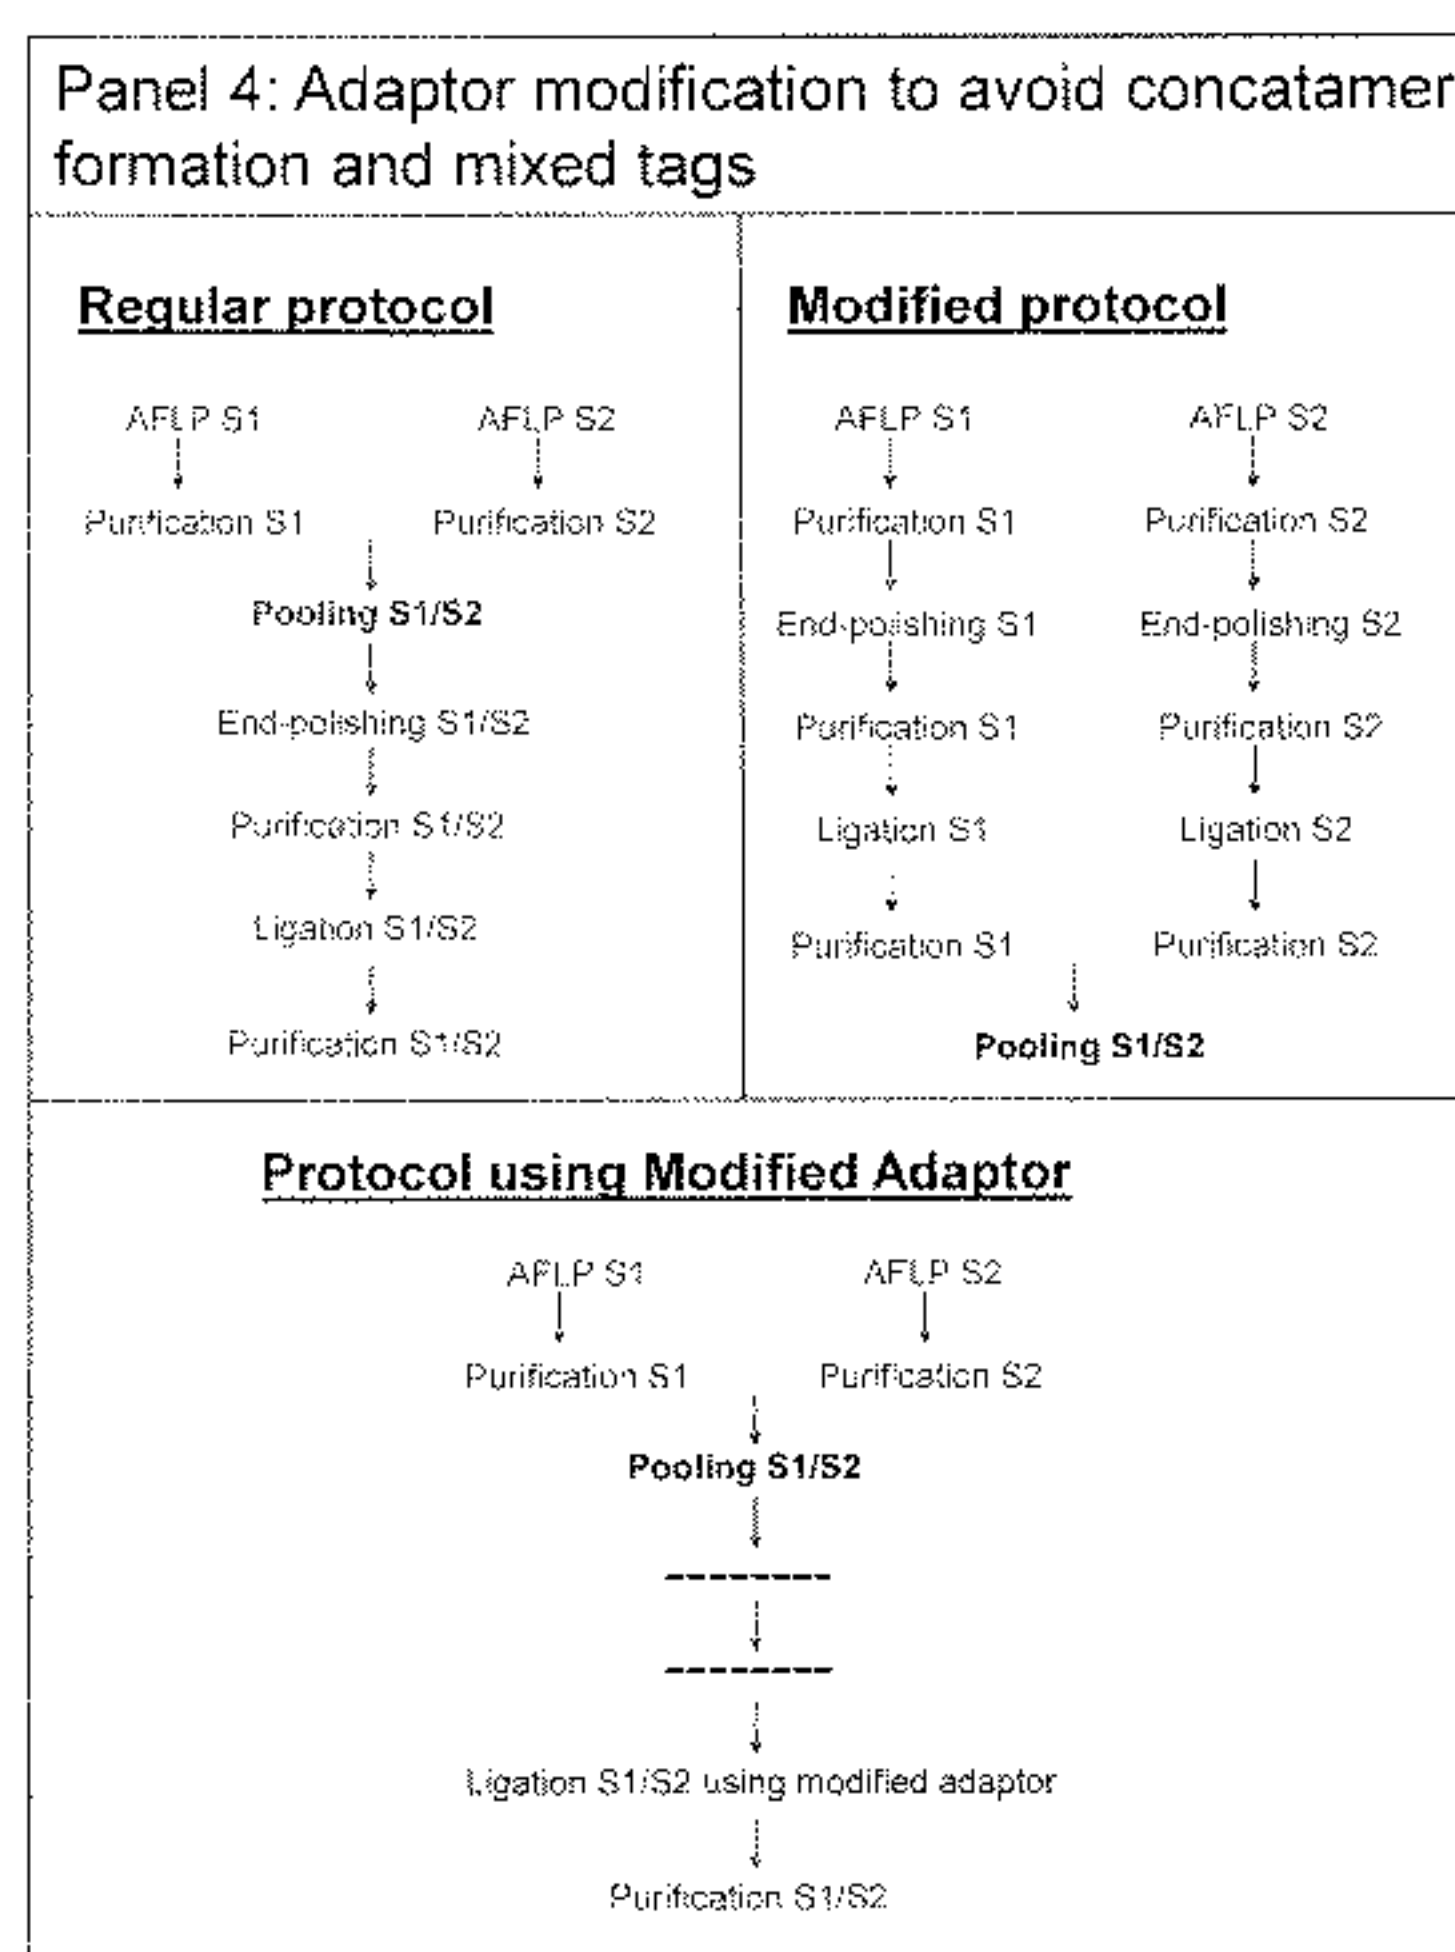 Panel 4: Adaptor modification to avoid concatamer
formation and mixed tags
Regular protocol
AFLP S1 AFLP S2
Purification S1 Purification S2
Pooling S1/S2
End-polishing S1/S2
Purification S1/S2
Ligation S1/S2
Purification S1/S2
Modified protocol
AFLP S1 AFLP S2
Purification S1 Purification S2
End-polishing S1 End-polishing S2
Purification S1 Purification S2
Ligation S1 Ligation S2
Purification S1 Purification S2
Pooling S1/S2
Protocol using Modified Adaptor
AFLP S1 AFLP S2
Purification S1 Purification S2
Pooling S1/S2
--------
--------
Ligation S1/S2 using modified adaptor
Purification S1/S2